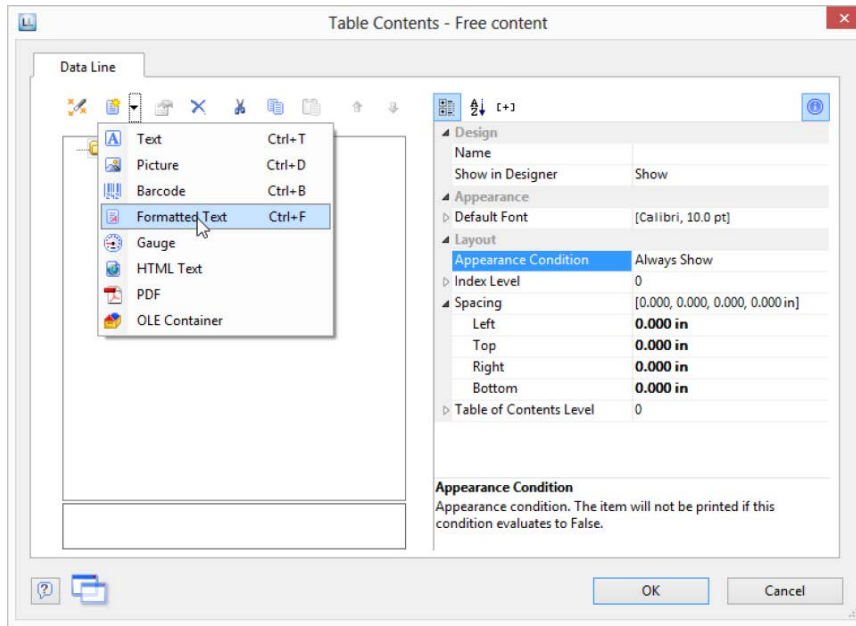 LL
Table Contents - Free content
Data Line
[+]
Text Ctrl+T
Picture Ctrl+D
Barcode Ctrl+B
Formatted Text Ctrl+F
Gauge
HTML Text
PDF
OLE Container
Design
Name
Show in Designer Show
Appearance
Default Font [Calibri, 10.0 pt]
Layout
Appearance Condition Always Show
Index Level 0
Spacing [0.000, 0.000, 0.000, 0.000 in]
Left 0.000 in
Top 0.000 in
Right 0.000 in
Bottom 0.000 in
Table of Contents Level 0
Appearance Condition
Appearance condition. The item will not be printed if this
condition evaluates to False.
OK Cancel